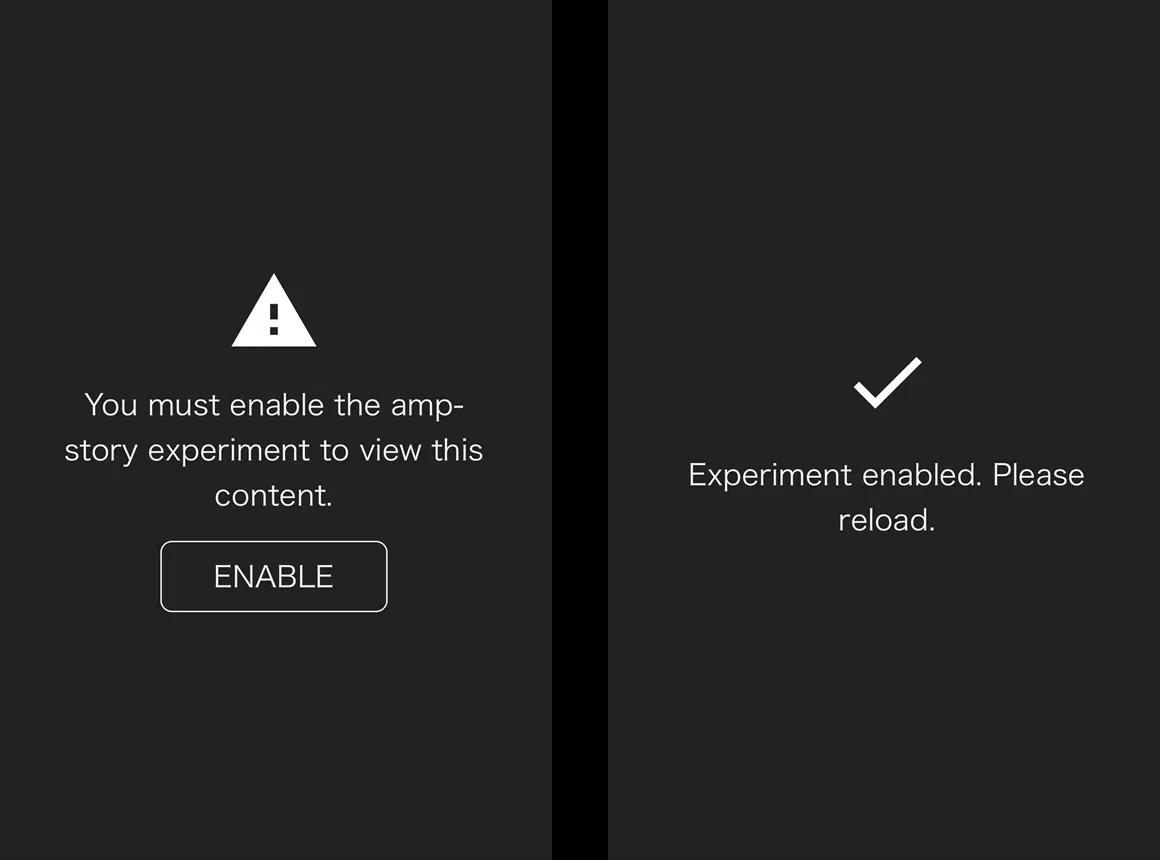 You must enable the amp-
story experiment to view this
content.
ENABLE
Experiment enabled. Please
reload.